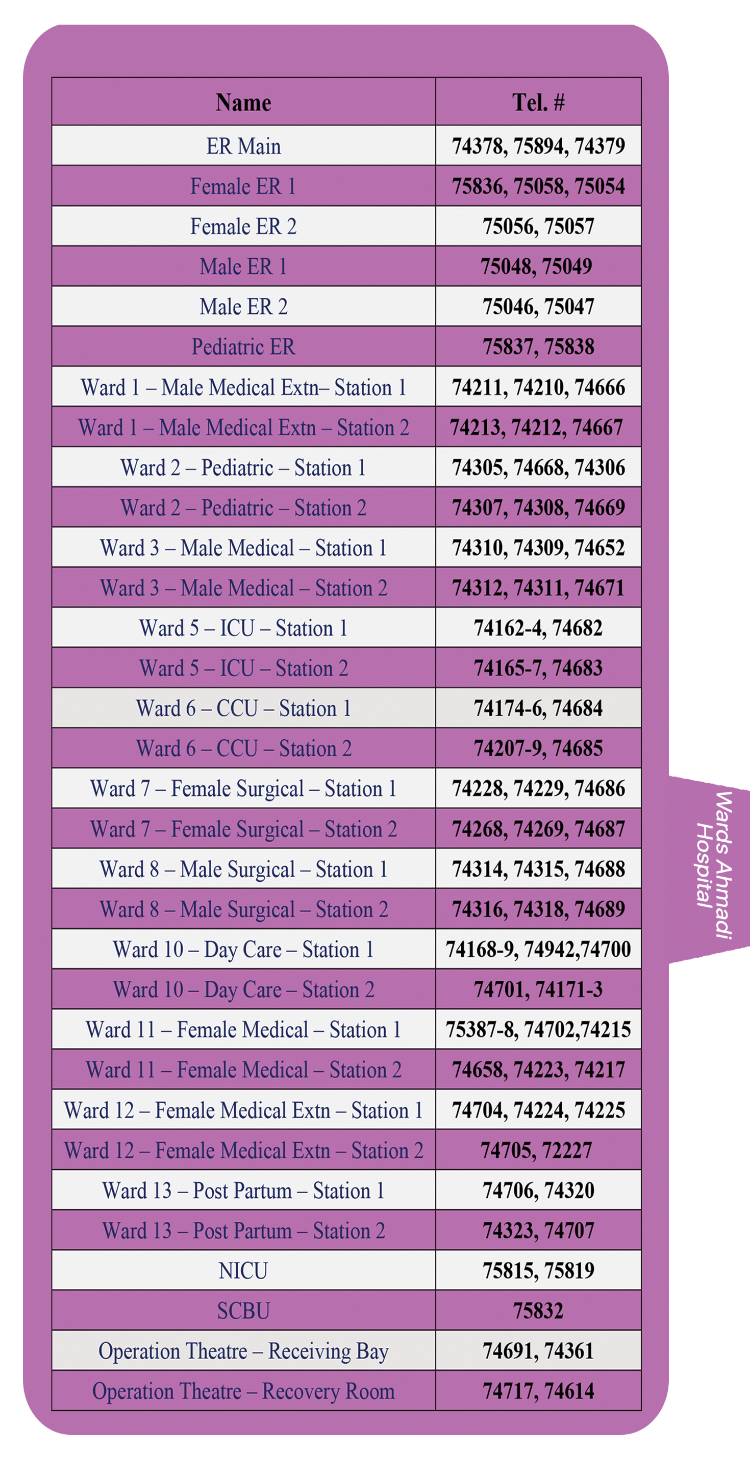 Name Tel. #
ER Main 74378, 75894, 74379
Female ER 1 75836, 75058, 75054
Female ER 2 75056, 75057
Male ER 1 75048, 75049
Male ER 2 75046, 75047
Pediatric ER 75837, 75838
Ward 1 – Male Medical Extn– Station 1 74211, 74210, 74666
Ward 1 – Male Medical Extn – Station 2 74213, 74212, 74667
Ward 2 – Pediatric – Station 1 74305, 74668, 74306
Ward 2 – Pediatric – Station 2 74307, 74308, 74669
Ward 3 – Male Medical – Station 1 74310, 74309, 74652
Ward 3 – Male Medical – Station 2 74312, 74311, 74671
Ward 5 – ICU – Station 1 74162-4, 74682
Ward 5 – ICU – Station 2 74165-7, 74683
Ward 6 – CCU – Station 1 74174-6, 74684
Ward 6 – CCU – Station 2 74207-9, 74685
Ward 7 – Female Surgical – Station 1 74228, 74229, 74686
Ward 7 – Female Surgical – Station 2 74268, 74269, 74687
Ward 8 – Male Surgical – Station 1 74314, 74315, 74688
Ward 8 – Male Surgical – Station 2 74316, 74318, 74689
Ward 10 – Day Care – Station 1 74168-9, 74942,74700
Ward 10 – Day Care – Station 2 74701, 74171-3
Ward 11 – Female Medical – Station 1 75387-8, 74702,74215
Ward 11 – Female Medical – Station 2 74658, 74223, 74217
Ward 12 – Female Medical Extn – Station 1 74704, 74224, 74225
Ward 12 – Female Medical Extn – Station 2 74705, 72227
Ward 13 – Post Partum – Station 1 74706, 74320
Ward 13 – Post Partum – Station 2 74323, 74707
NICU 75815, 75819
SCBU 75832
Operation Theatre – Receiving Bay 74691, 74361
Operation Theatre – Recovery Room 74717, 74614
Wards Ahmadi
Hospital